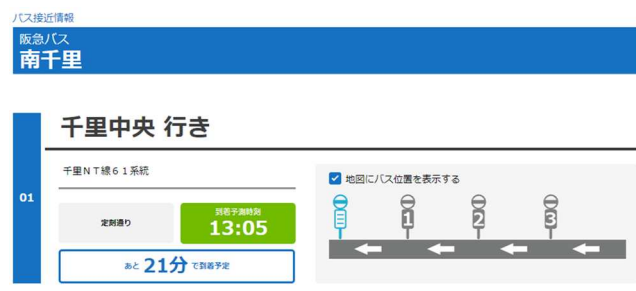 バス接近情報
阪急バス
南千里
01
千里中央 行き
千里NT線61系統
定刻通り
到着予測時刻
13:05
あと 21分 で到着予定
地図にバス位置を表示する
1 2 3